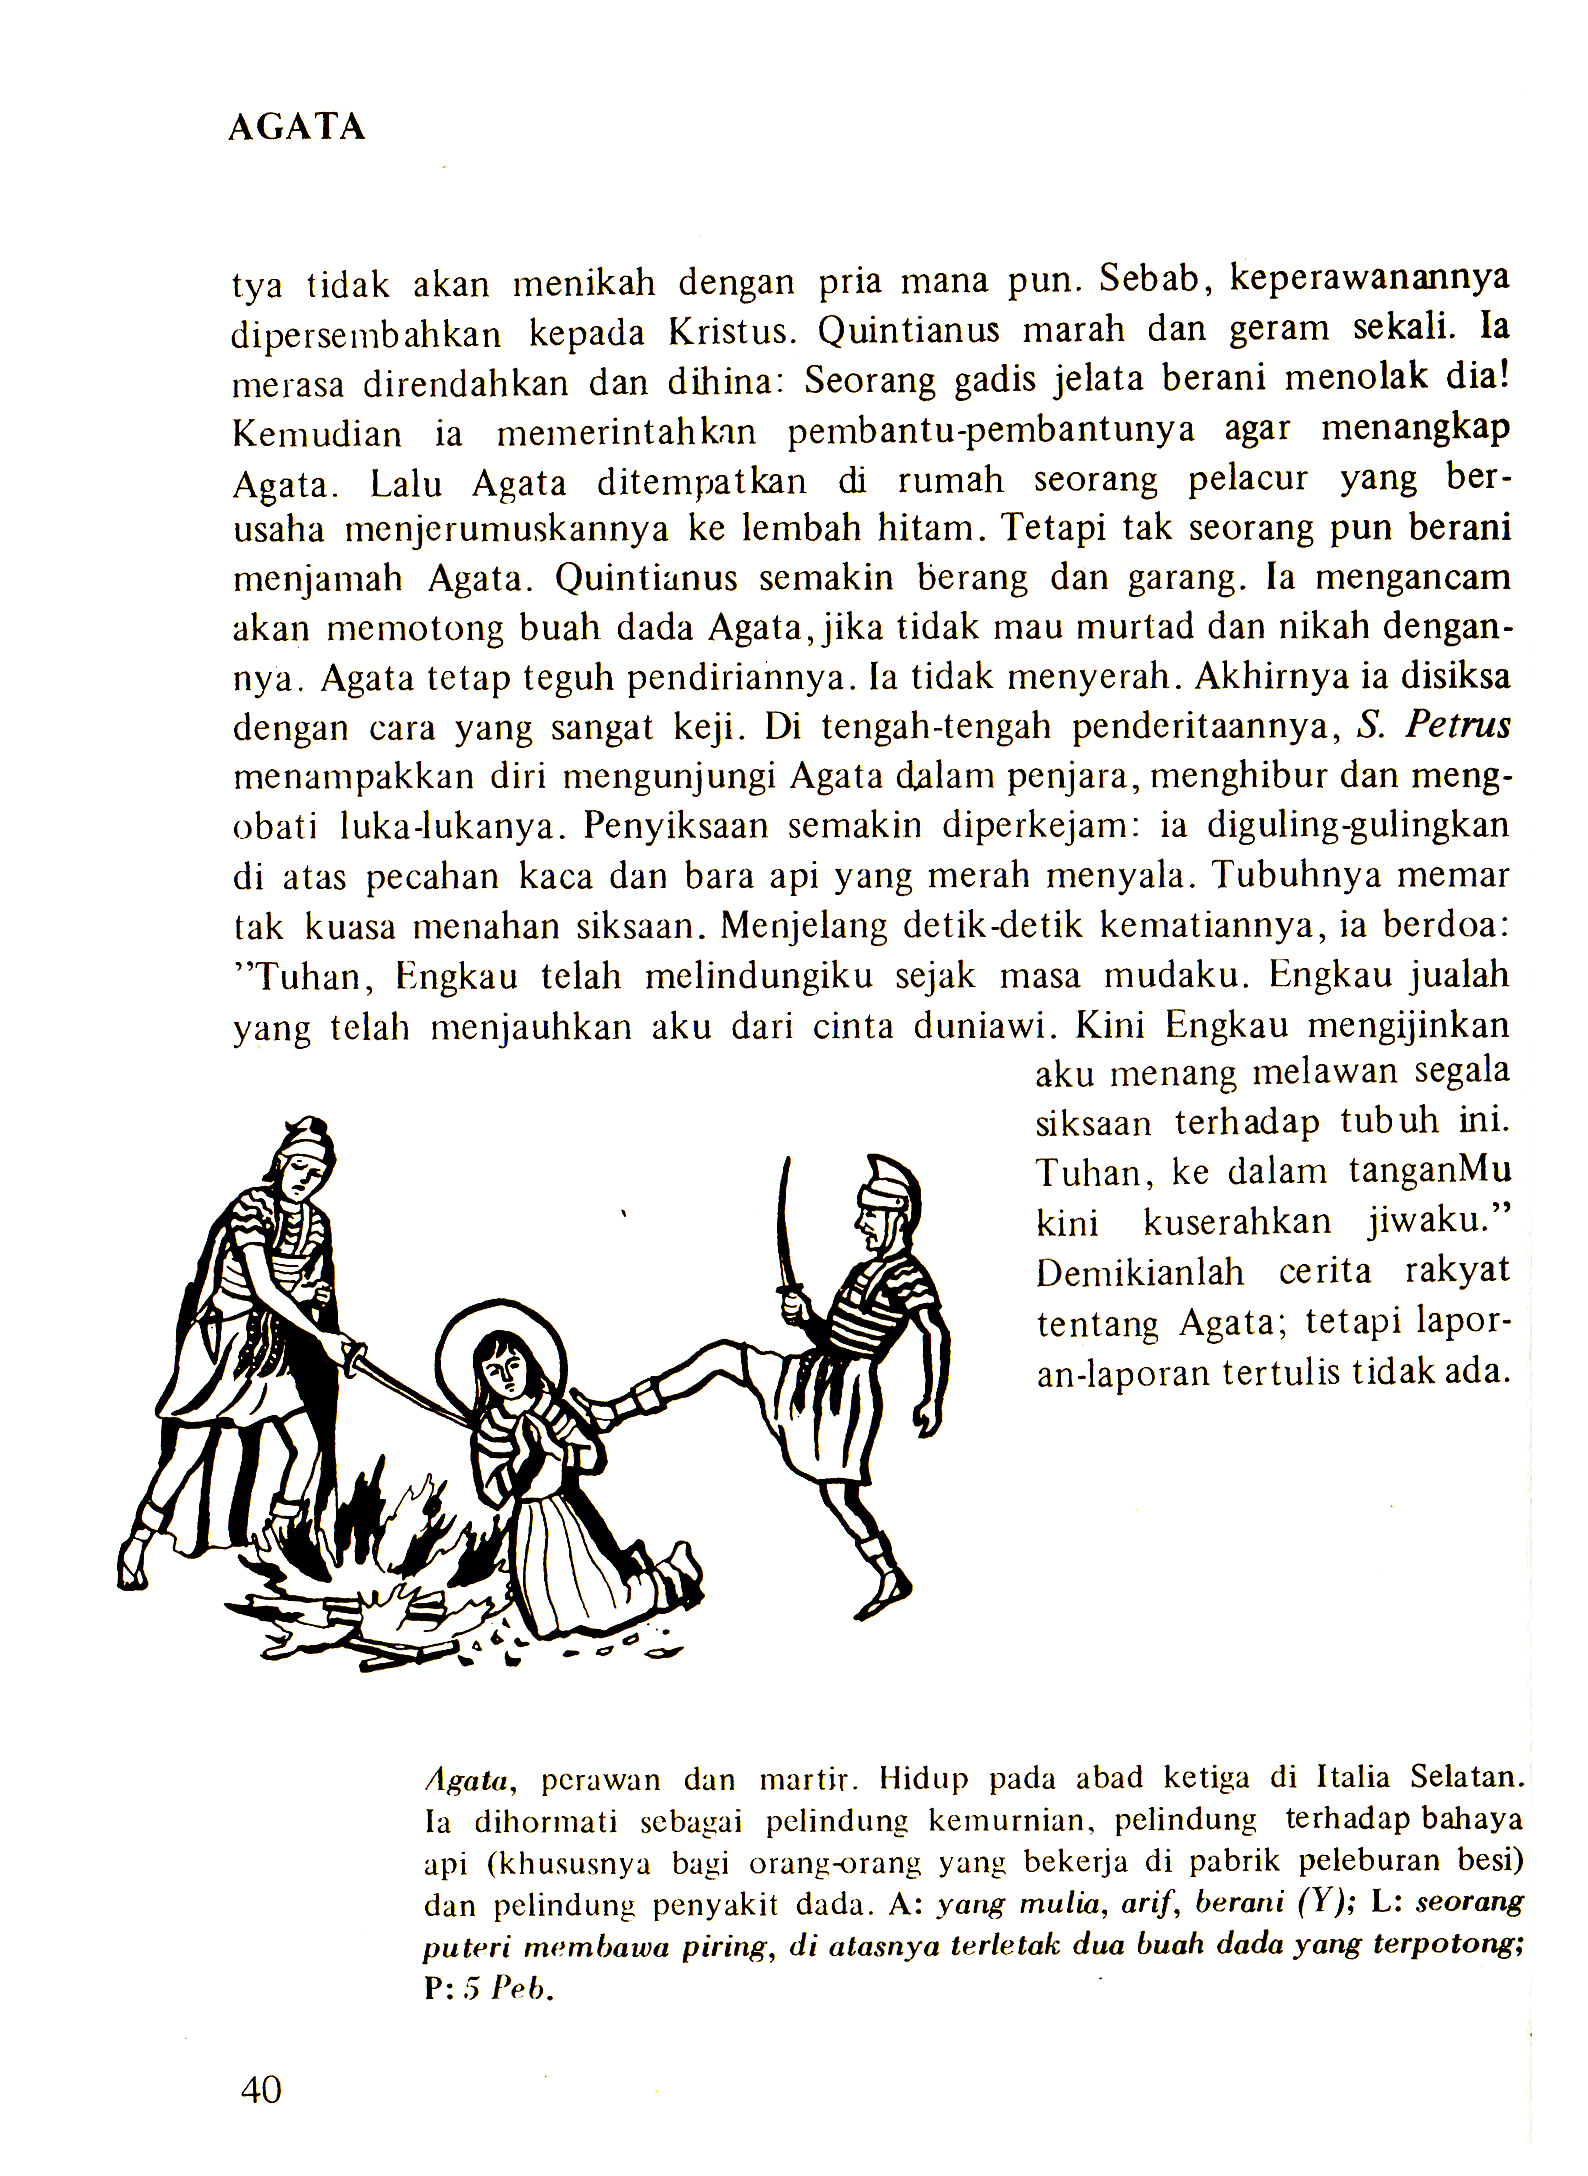 AGATA
tya tidak akan menikah dengan pria mana pun. Sebab, keperawanannya
dipersembahkan kepada Kristus. Quintianus marah dan geram sekali. Ia
merasa direndahkan dan dihina: Seorang gadis jelata berani menolak dia!
Kemudian ia memerintahkan pembantu-pembantunya agar menangkap
Agata. Lalu Agata ditempatkan di rumah seorang pelacur yang ber-
usaha menjerumuskannya ke lembah hitam. Tetapi tak seorang pun berani
menjamah Agata. Quintianus semakin berang dan garang. Ia mengancam
akan memotong buah dada Agata, jika tidak mau murtad dan nikah dengan-
nya. Agata tetap teguh pendiriannya. Ia tidak menyerah. Akhirnya ia disiksa
dengan cara yang sangat keji. Di tengah-tengah penderitaannya, S. Petrus
menampakkan diri mengunjungi Agata dalam penjara, menghibur dan meng-
obati luka-lukanya. Penyiksaan semakin diperkejam: ia diguling-gulingkan
di atas pecahan kaca dan bara api yang merah menyala. Tubuhnya memar
tak kuasa menahan siksaan. Menjelang detik-detik kematiannya, ia berdoa:
”Tuhan, Engkau telah melindungiku sejak masa mudaku. Engkau jualah
yang telah menjauhkan aku dari cinta duniawi. Kini Engkau mengijinkan
aku menang melawan segala
siksaan terhadap tubuh ini.
Tuhan, ke dalam tanganMu
kini kuserahkan jiwaku.”
Demikianlah cerita rakyat
tentang Agata; tetapi lapor-
an-laporan tertulis tidak ada.
Agata, perawan dan martir. Hidup pada abad ketiga di Italia Selatan.
Ia dihormati sebagai pelindung kemurnian, pelindung terhadap bahaya
api (khususnya bagi orang-orang yang bekerja di pabrik peleburan besi)
dan pelindung penyakit dada. A: yang mulia, arif, berani (Y); L: seorang
puteri membawa piring, di atasnya terletak dua buah dada yang terpotong;
P: 5 Peb.
40